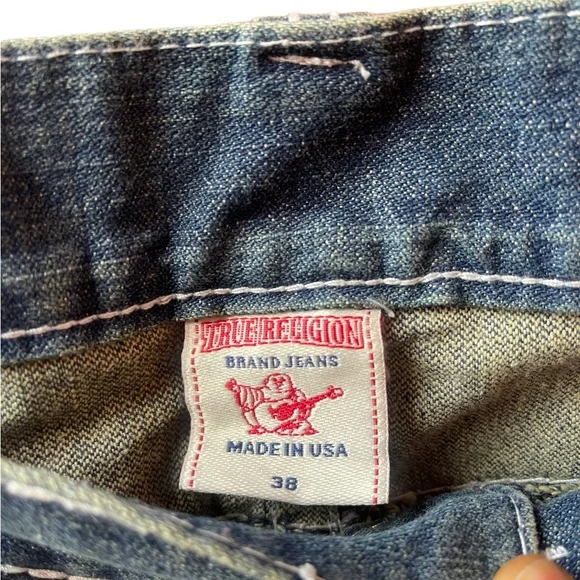 TRUE RELIGION
BRAND JEANS
MADE IN USA
38